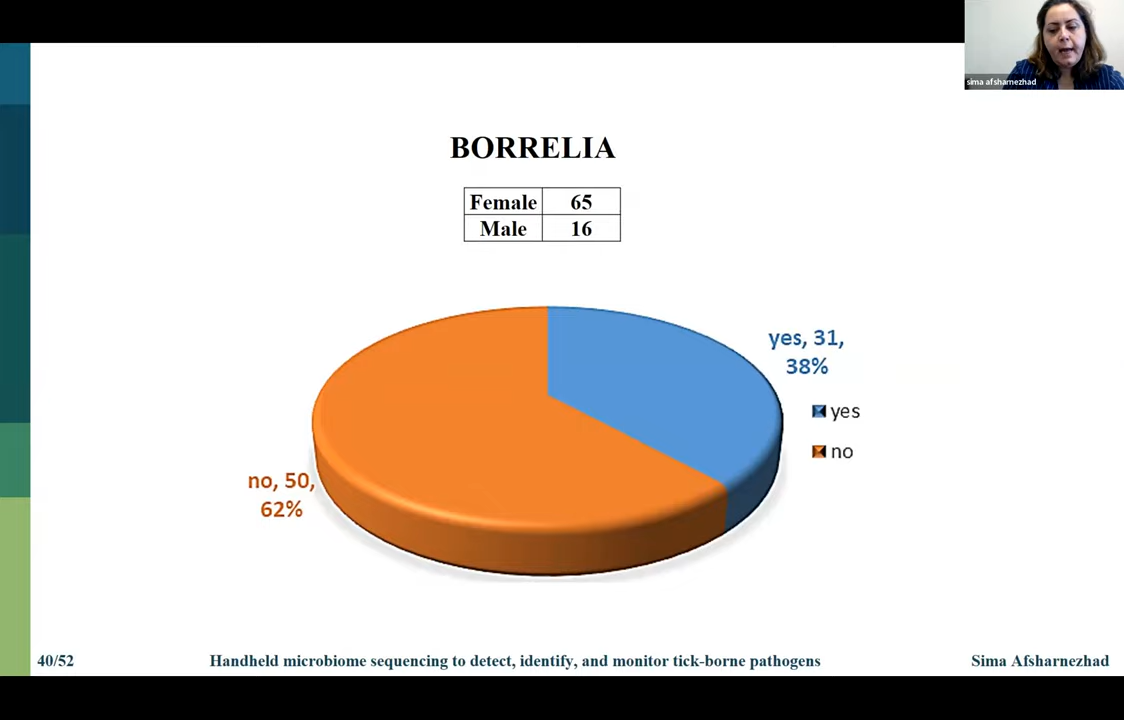 sima afsharnezhad
BORRELIA
Female 65
Male 16
yes, 31,
38%
yes
no
no, 50,
62%
40/52 Handheld microbiome sequencing to detect, identify, and monitor tick-borne pathogens Sima Afsharnezhad